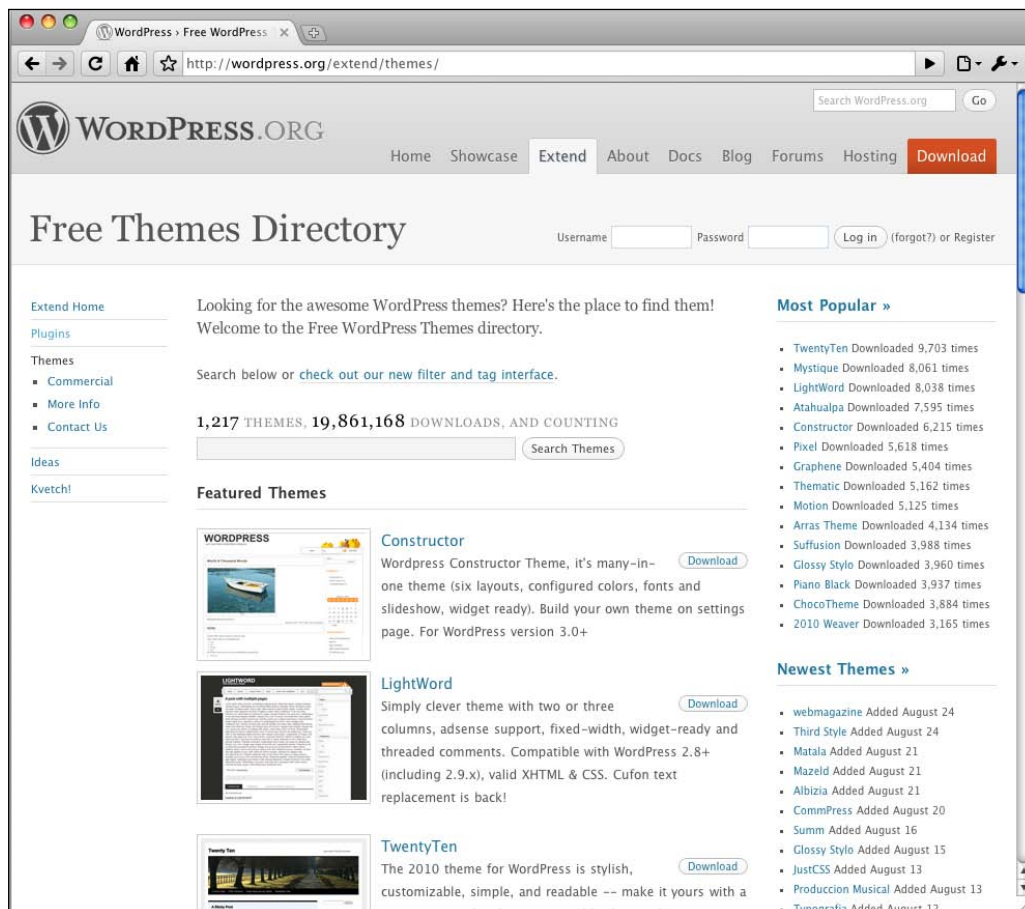 WordPress › Free WordPress
http://wordpress.org/extend/themes/
Search WordPress.org
Go
WORDPRESS.ORG
Home Showcase Extend About Docs Blog Forums Hosting Download
Free Themes Directory
Username
Password
Log in
(forgot?) or Register
Extend Home
Plugins
Themes
Commercial
More Info
Contact Us
Ideas
Kvetch!
Looking for the awesome WordPress themes? Here's the place to find them!
Welcome to the Free WordPress Themes directory.
Search below or check out our new filter and tag interface.
1,217 THEMES, 19,861,168 DOWNLOADS, AND COUNTING
Search Themes
Featured Themes
WORDPRESS
Constructor
Download
Wordpress Constructor Theme, it's many-in-
one theme (six layouts, configured colors, fonts and
slideshow, widget ready). Build your own theme on settings
page. For WordPress version 3.0+
LIGHTWORD
LightWord
Download
Simply clever theme with two or three
columns, adsense support, fixed-width, widget-ready and
threaded comments. Compatible with WordPress 2.8+
(including 2.9.x), valid XHTML & CSS. Cufon text
replacement is back!
Twenty Ten
TwentyTen
Download
The 2010 theme for WordPress is stylish,
customizable, simple, and readable -- make it yours with a
Most Popular »
TwentyTen Downloaded 9,703 times
Mystique Downloaded 8,061 times
LightWord Downloaded 8,038 times
Atahualpa Downloaded 7,595 times
Constructor Downloaded 6,215 times
Pixel Downloaded 5,618 times
Graphene Downloaded 5,404 times
Thematic Downloaded 5,162 times
Motion Downloaded 5,125 times
Arras Theme Downloaded 4,134 times
Suffusion Downloaded 3,988 times
Glossy Stylo Downloaded 3,960 times
Piano Black Downloaded 3,937 times
ChocoTheme Downloaded 3,884 times
2010 Weaver Downloaded 3,165 times
Newest Themes »
webmagazine Added August 24
Third Style Added August 24
Matala Added August 21
Mazeld Added August 21
Albizia Added August 21
CommPress Added August 20
Summ Added August 16
Glossy Stylo Added August 15
JustCSS Added August 13
Produccion Musical Added August 13
Typografia Added August 12